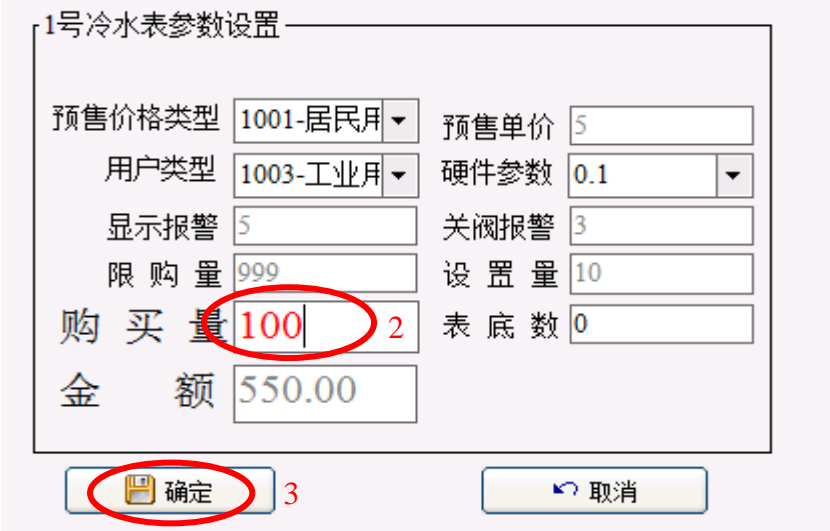 1号冷水表参数设置
预售价格类型 1001-居民用 预售单价 5
用户类型 1003-工业用 硬件参数 0.1
显示报警 5 关阀报警 3
限 购 量 999 设 置 量 10
购 买 量 100 2 表 底 数 0
金 额 550.00
确定 3 取消